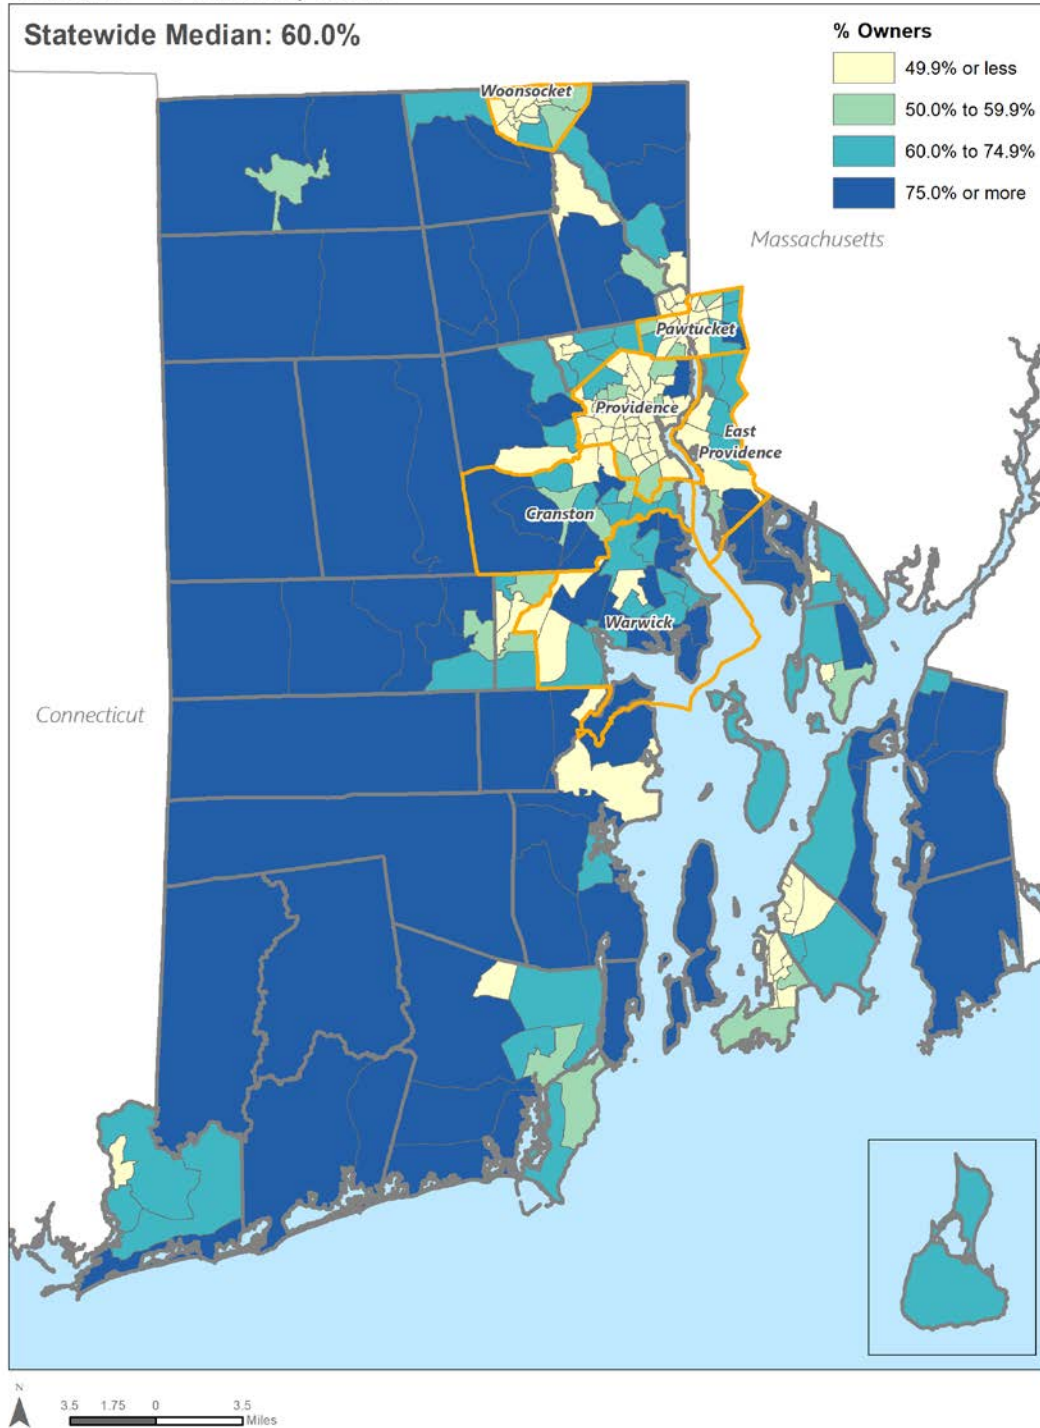 Statewide Median: 60.0%
% Owners
49.9% or less
50.0% to 59.9%
60.0% to 74.9%
75.0% or more
Woonsocket
Massachusetts
Pawtucket
Providence
East
Providence
Cranston
Warwick
Connecticut
N
3.5 1.75 0 3.5
Miles